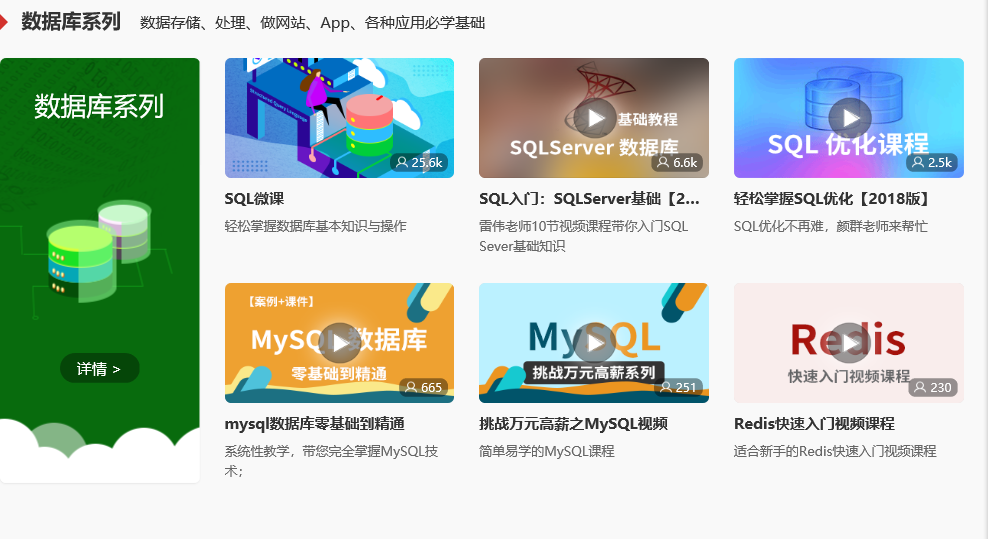 数据库系列 数据存储、处理、做网站、App、各种应用必学基础
数据库系列
详情 >
Structured Query Language
25.6k
SQL微课
轻松掌握数据库基本知识与操作
基础教程
SQLServer 数据库
6.6k
SQL入门：SQLServer基础【2...
雷伟老师10节视频课程带你入门SQL
Sever基础知识
SQL 优化课程
2.5k
轻松掌握SQL优化【2018版】
SQL优化不再难，颜群老师来帮忙
【案例+课件】
MySQL 数据库
零基础到精通
665
mysql数据库零基础到精通
系统性教学，带您完全掌握MySQL技
术；
MySQL
挑战万元高薪系列
251
挑战万元高薪之MySQL视频
简单易学的MySQL课程
Redis
快速入门视频课程
230
Redis快速入门视频课程
适合新手的Redis快速入门视频课程